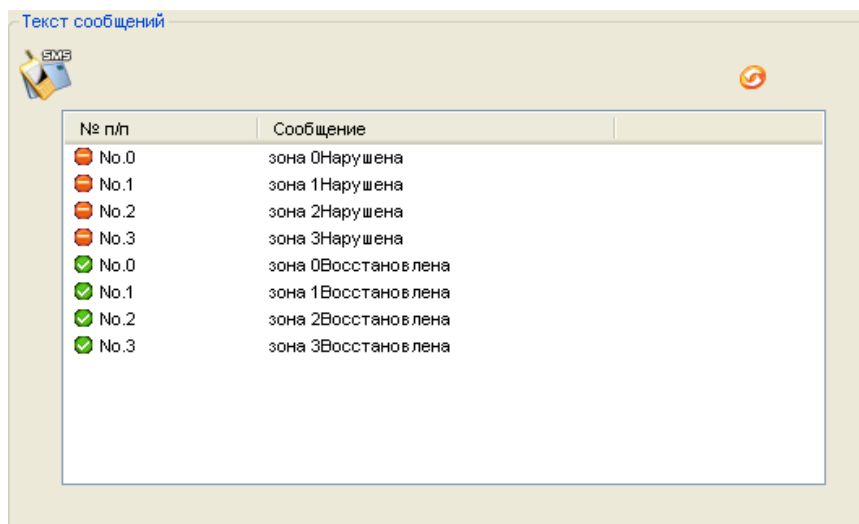 Текст сообщений
SMS
№ п/п Сообщение
No.0 зона 0Нарушена
No.1 зона 1Нарушена
No.2 зона 2Нарушена
No.3 зона 3Нарушена
No.0 зона 0Восстановлена
No.1 зона 1Восстановлена
No.2 зона 2Восстановлена
No.3 зона 3Восстановлена